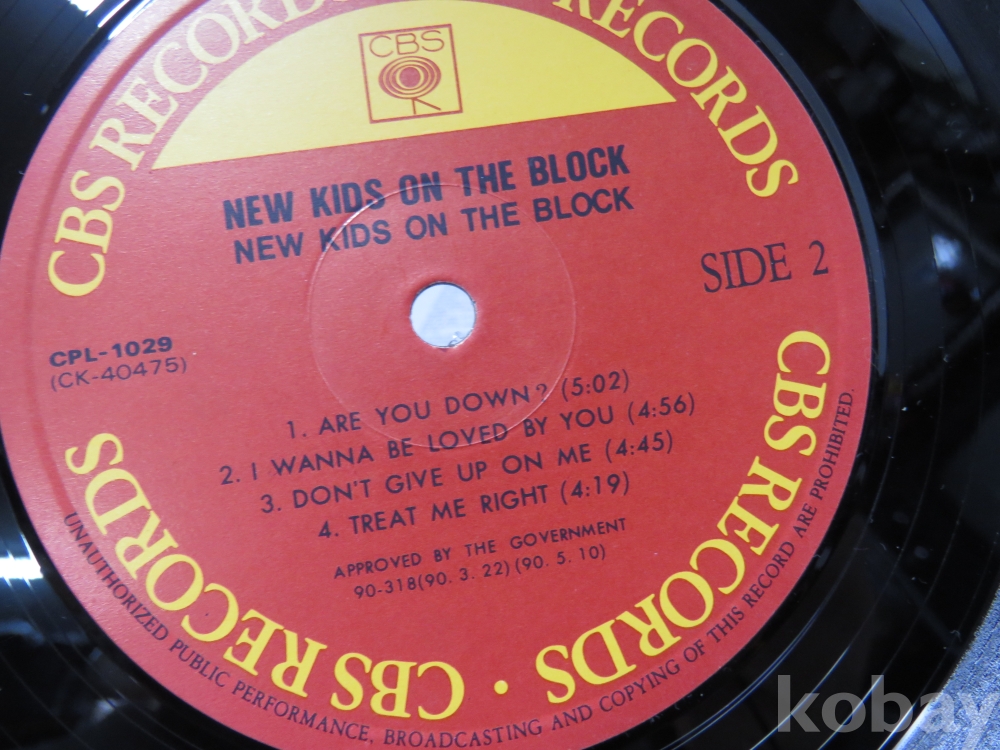 CBS RECORDS
RECORDS
CBS
NEW KIDS ON THE BLOCK
NEW KIDS ON THE BLOCK
SIDE 2
CPL-1029
(CK-40475)
1. ARE YOU DOWN? (5:02)
2. I WANNA BE LOVED BY YOU (4:56)
3. DON'T GIVE UP ON ME (4:45)
4. TREAT ME RIGHT (4:19)
APPROVED BY THE GOVERNMENT
90-318(90. 3. 22) (90. 5. 10)
CBS RECORDS
CBS RECORDS · CBS RECORDS
UNAUTHORIZED PUBLIC PERFORMANCE, BROADCASTING AND COPYING OF THIS RECORD ARE PROHIBITED.
kobay